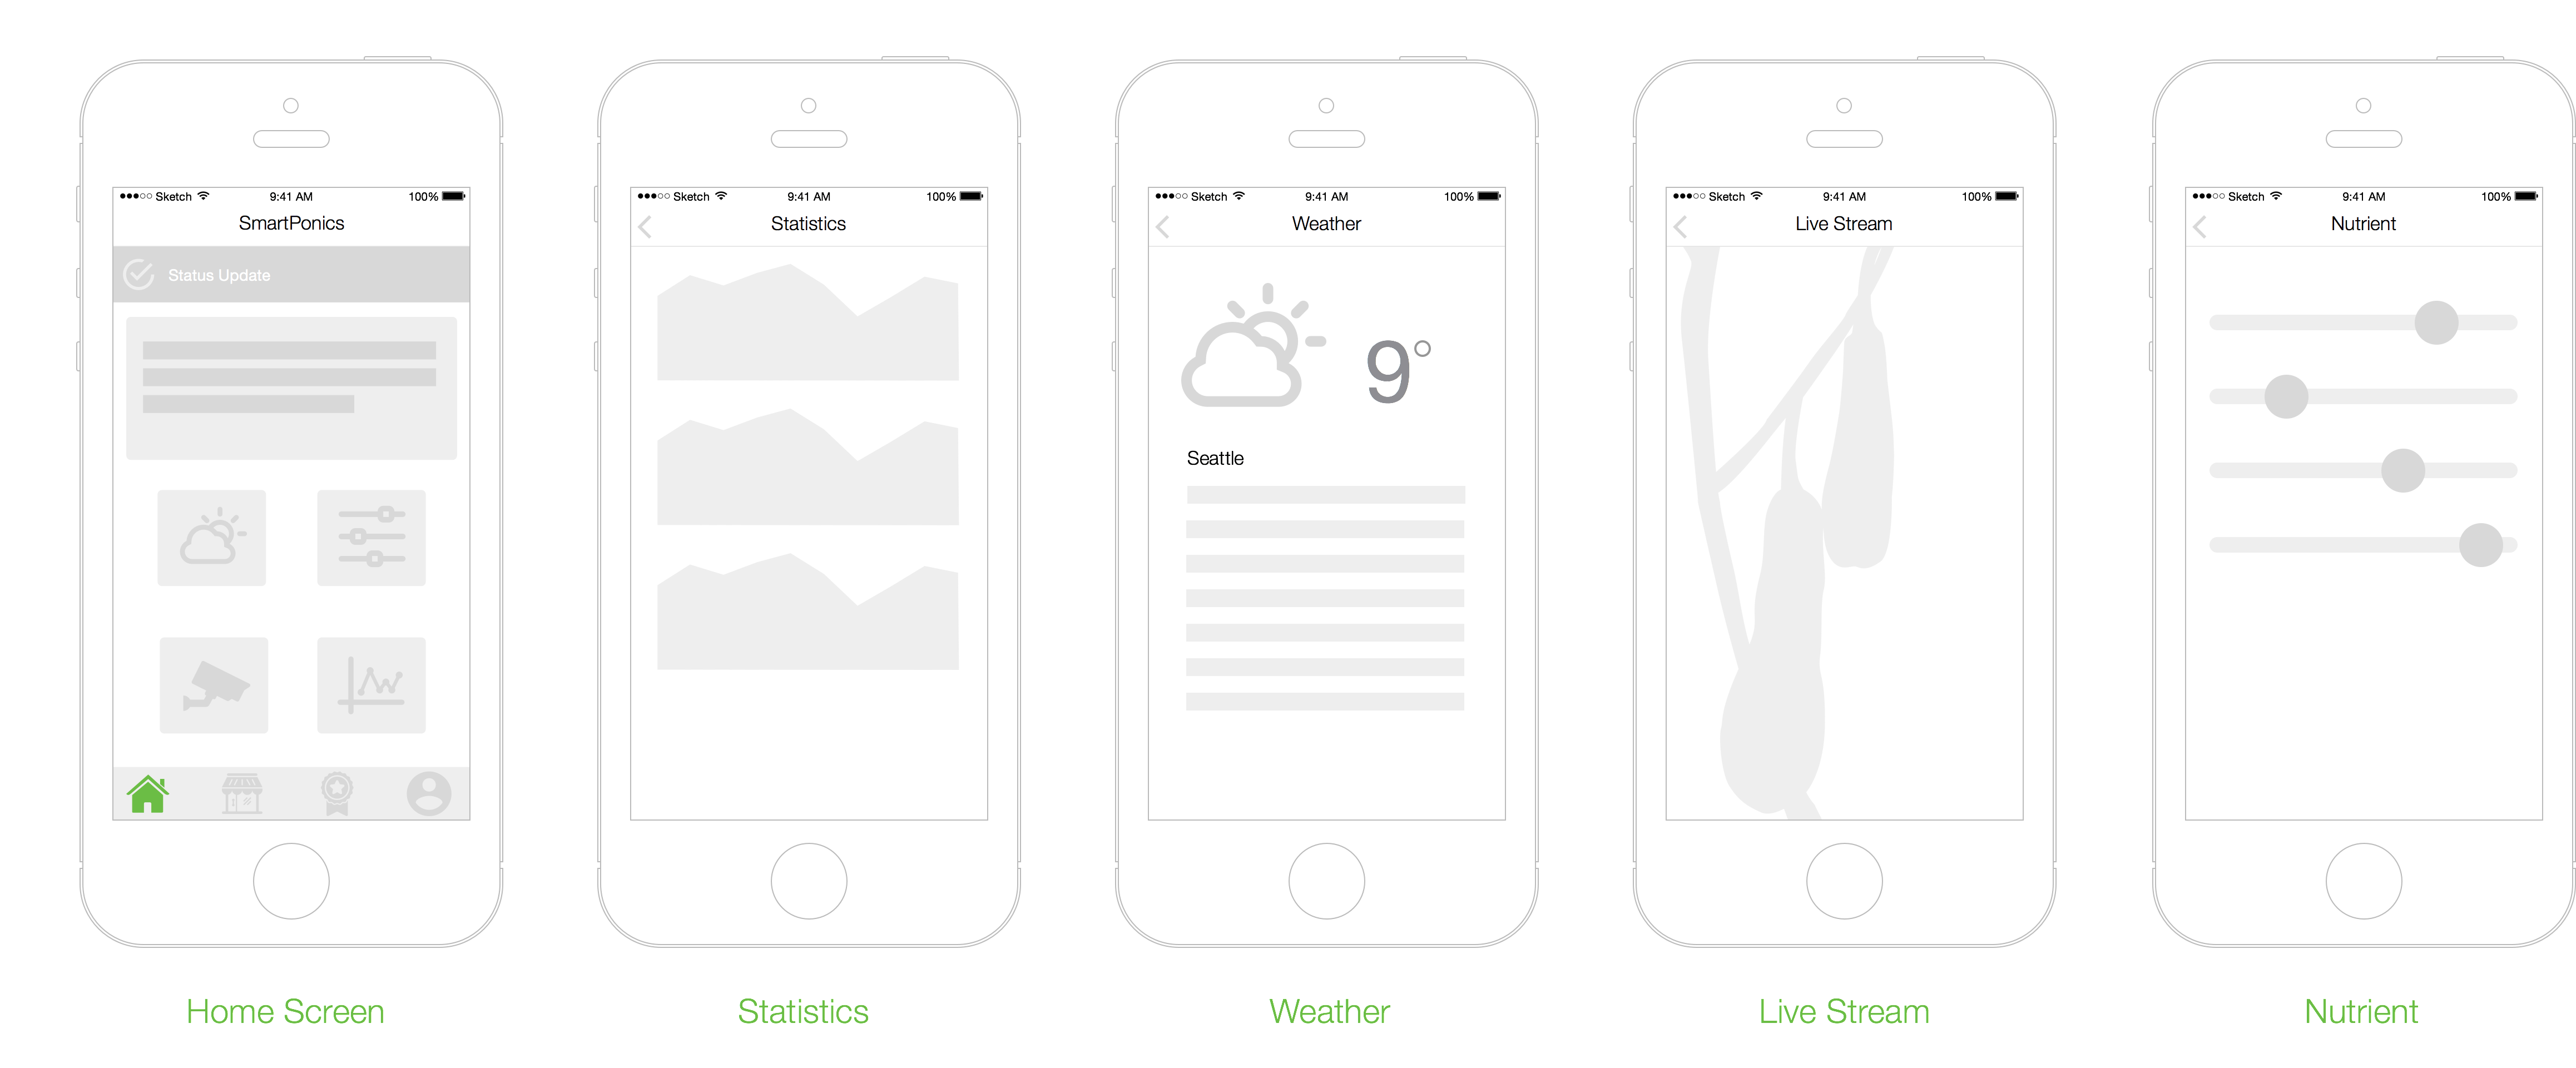 Sketch 9:41 AM 100%
SmartPonics
Status Update
Home Screen
Sketch 9:41 AM 100%
Statistics
Statistics
Sketch 9:41 AM 100%
Weather
9°
Seattle
Weather
Sketch 9:41 AM 100%
Live Stream
Live Stream
Sketch 9:41 AM 100%
Nutrient
Nutrient